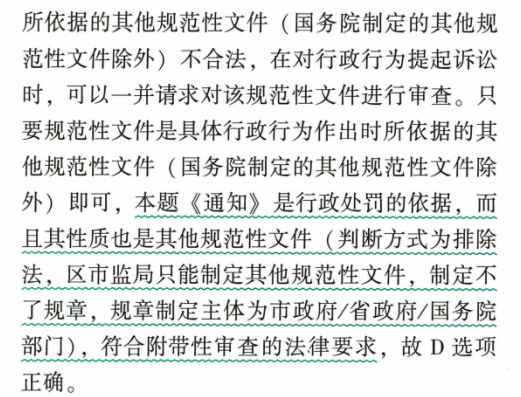 所依据的其他规范性文件（国务院制定的其他规
范性文件除外）不合法，在对行政行为提起诉讼
时，可以一并请求对该规范性文件进行审查。只
要规范性文件是具体行政行为作出时所依据的其
他规范性文件（国务院制定的其他规范性文件除
外）即可，本题《通知》是行政处罚的依据，而
且其性质也是其他规范性文件（判断方式为排除
法，区市监局只能制定其他规范性文件，制定不
了规章，规章制定主体为市政府/省政府/国务院
部门），符合附带性审查的法律要求，故 D 选项
正确。